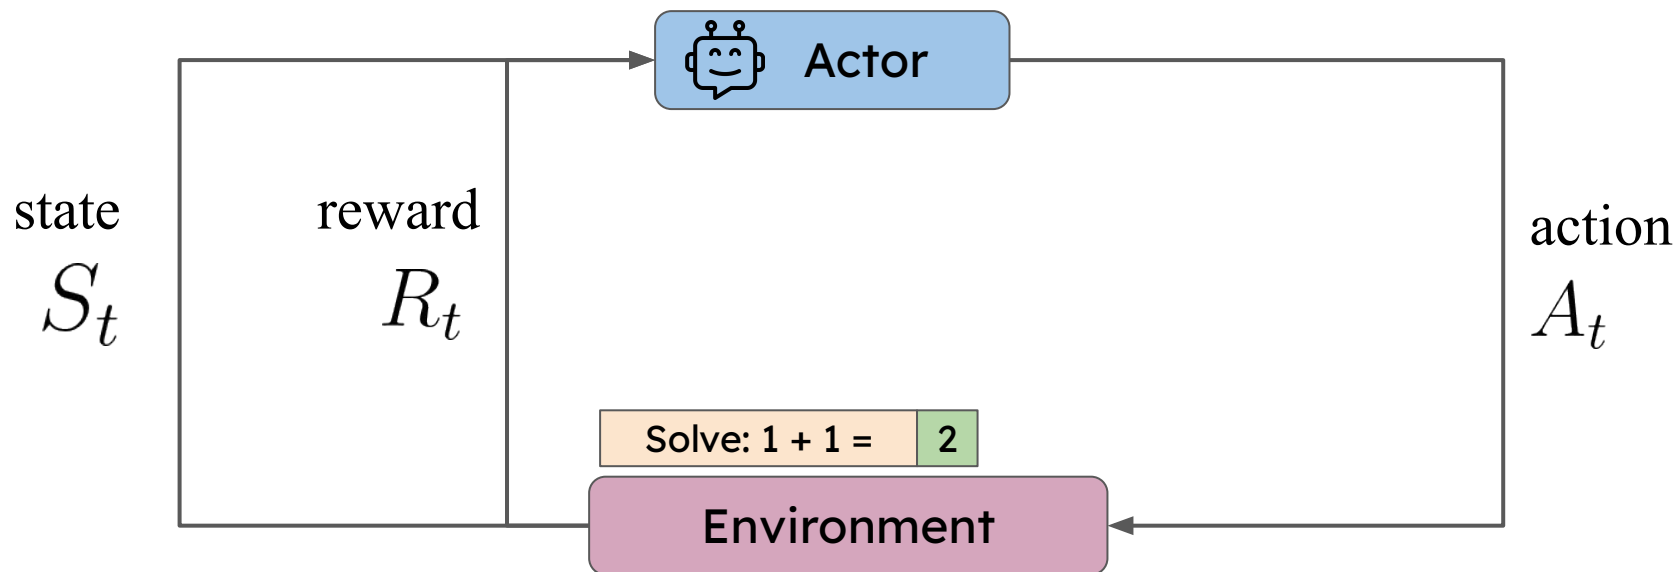 Actor
state
S_t
reward
R_t
action
A_t
Solve: 1 + 1 = 2
Environment